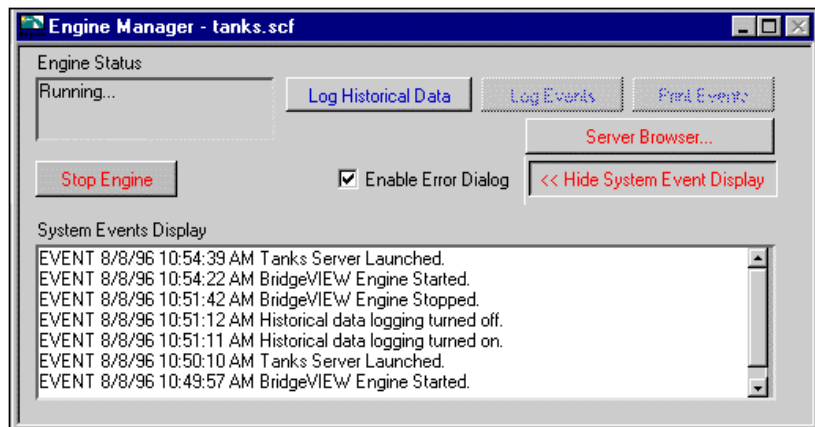 Engine Manager - tanks.scf
Engine Status
Running...
Log Historical Data
Log Events
Print Events
Server Browser...
Stop Engine
Enable Error Dialog
<< Hide System Event Display
System Events Display
EVENT 8/8/96 10:54:39 AM Tanks Server Launched.
EVENT 8/8/96 10:54:22 AM BridgeVIEW Engine Started.
EVENT 8/8/96 10:51:42 AM BridgeVIEW Engine Stopped.
EVENT 8/8/96 10:51:12 AM Historical data logging turned off.
EVENT 8/8/96 10:51:11 AM Historical data logging turned on.
EVENT 8/8/96 10:50:10 AM Tanks Server Launched.
EVENT 8/8/96 10:49:57 AM BridgeVIEW Engine Started.